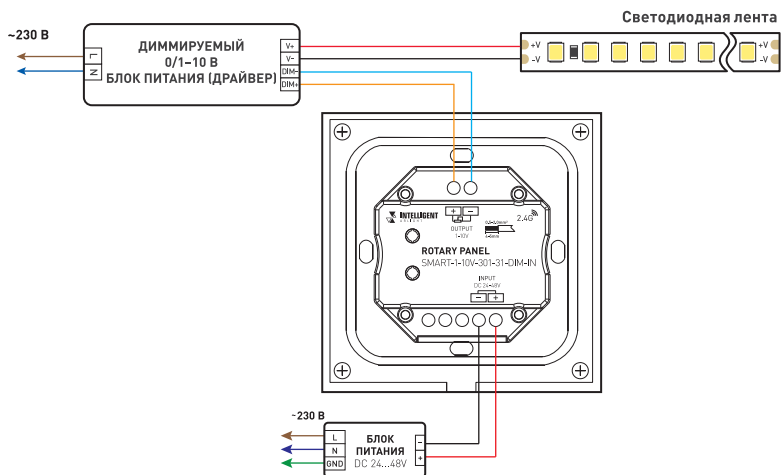 Светодиодная лента
~230 В
L
N
ДИММИРУЕМЫЙ
0/1–10 В
БЛОК ПИТАНИЯ (ДРАЙВЕР)
V+
V–
DIM–
DIM+
+V
-V
+V
-V
INTELLIGENT
ARLIGHT
+ –
OUTPUT
1-10V
2.4G
ROTARY PANEL
SMART-1-10V-301-31-DIM-IN
INPUT
DC 24-48V
– +
~230 В
L
N
GND
БЛОК
ПИТАНИЯ
DC 24...48V
–
+